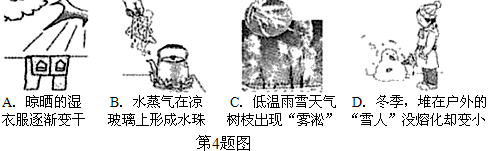 A. 晾晒的湿
衣服逐渐变干
B. 水蒸气在凉
玻璃上形成水珠
C. 低温雨雪天气
树枝出现“雾凇”
D. 冬季，堆在户外的
“雪人”没熔化却变小
第4题图